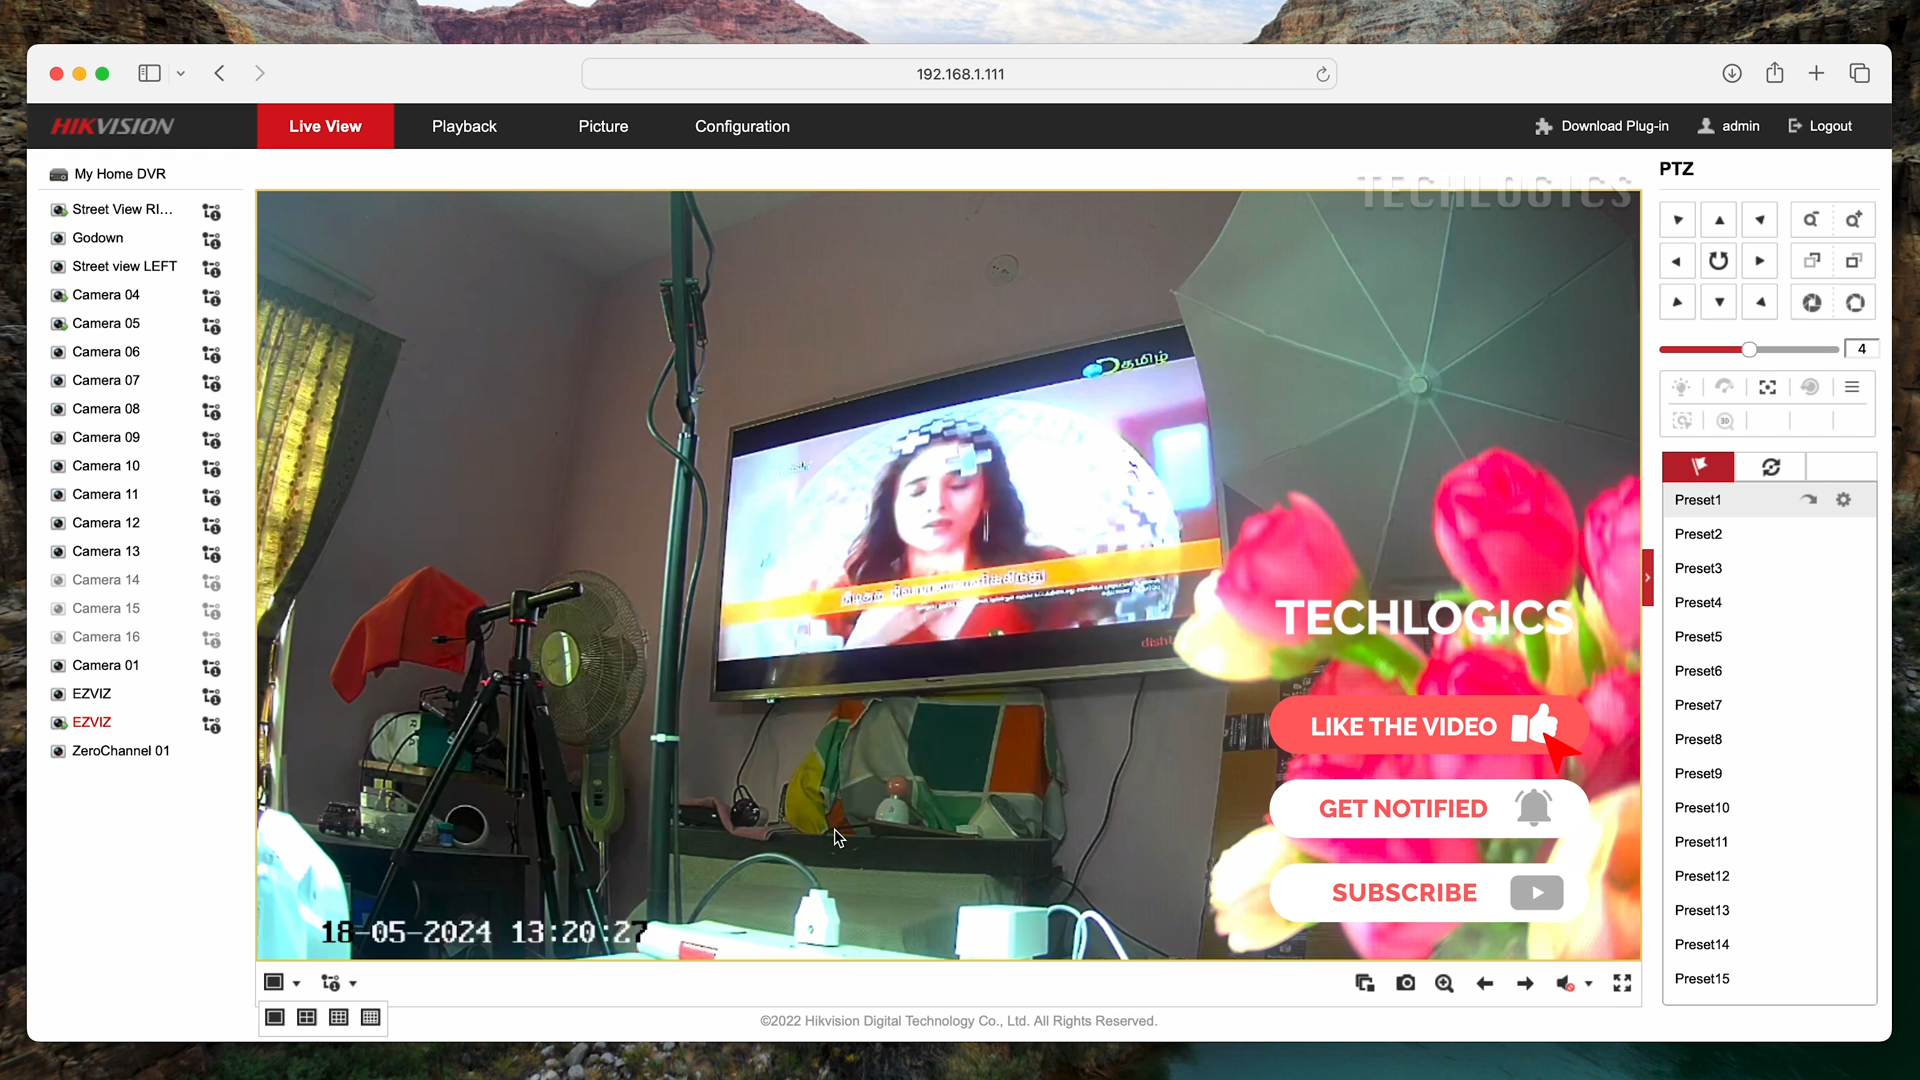 192.168.1.111
HIKVISION
Live View
Playback
Picture
Configuration
Download Plug-in
admin
Logout
My Home DVR
Street View RI...
Godown
Street view LEFT
Camera 04
Camera 05
Camera 06
Camera 07
Camera 08
Camera 09
Camera 10
Camera 11
Camera 12
Camera 13
Camera 14
Camera 15
Camera 16
Camera 01
EZVIZ
EZVIZ
ZeroChannel 01
TECHLOGICS
தமிழ்
TECHLOGICS
LIKE THE VIDEO
GET NOTIFIED
SUBSCRIBE
18-05-2024 13:20:27
PTZ
4
3D
Preset1
Preset2
Preset3
Preset4
Preset5
Preset6
Preset7
Preset8
Preset9
Preset10
Preset11
Preset12
Preset13
Preset14
Preset15
©2022 Hikvision Digital Technology Co., Ltd. All Rights Reserved.